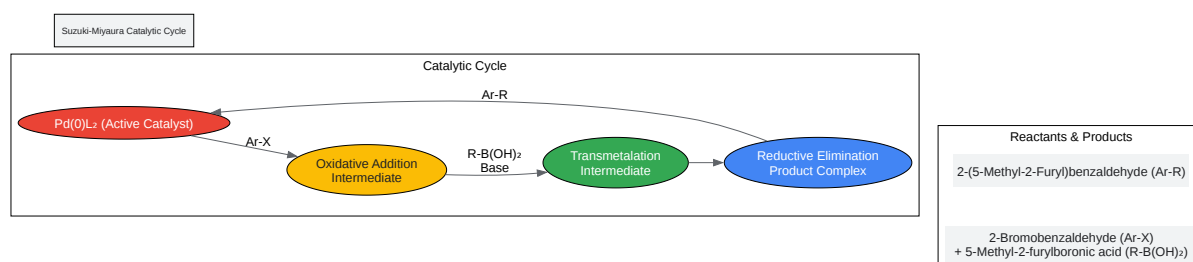 Suzuki-Miyaura Catalytic Cycle
Catalytic Cycle
Ar-R
Pd(0)L₂ (Active Catalyst)
Ar-X
Oxidative Addition
Intermediate
R-B(OH)₂
Base
Transmetalation
Intermediate
Reductive Elimination
Product Complex
Reactants & Products
2-(5-Methyl-2-Furyl)benzaldehyde (Ar-R)
2-Bromobenzaldehyde (Ar-X)
+ 5-Methyl-2-furylboronic acid (R-B(OH)₂)